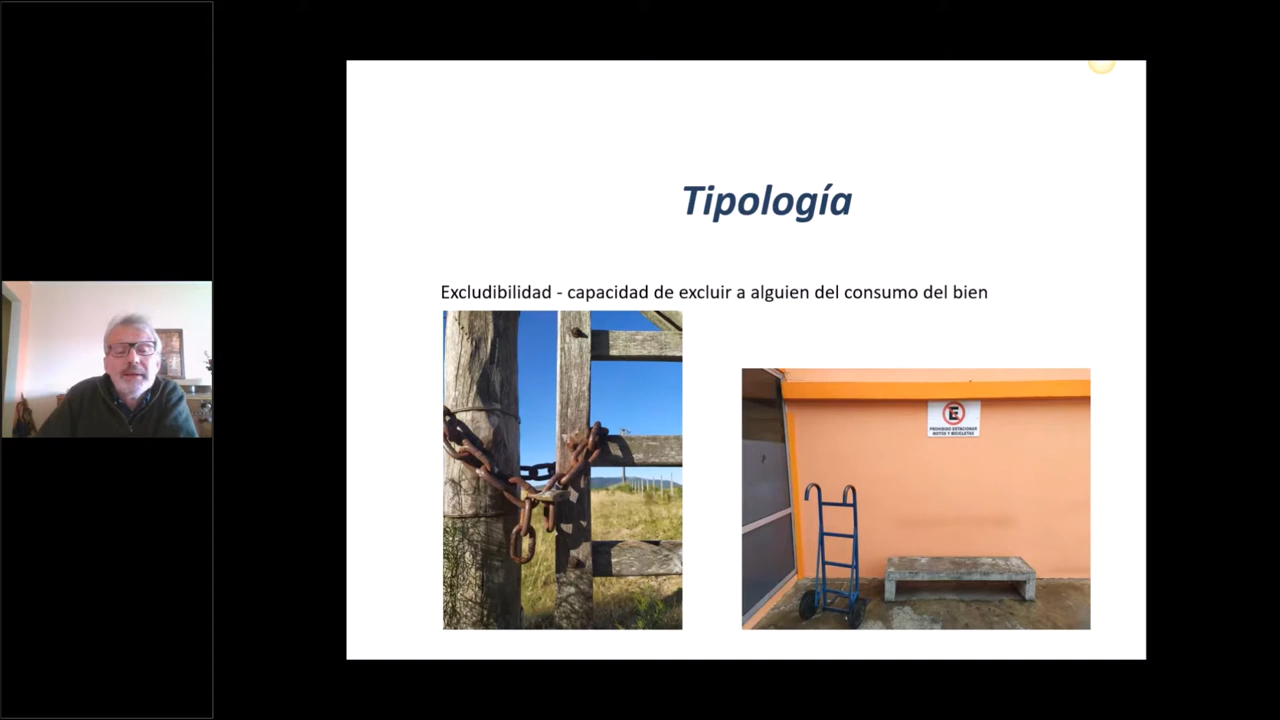 Tipología
Excludibilidad - capacidad de excluir a alguien del consumo del bien
E
PROHIBIDO ESTACIONAR
MOTOS Y BICICLETAS